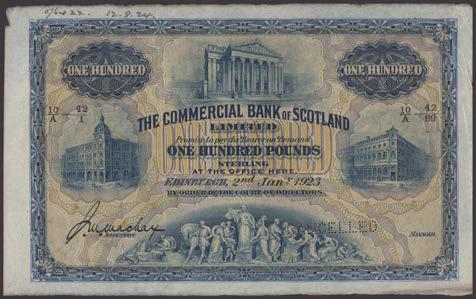 12.8.24.
ONE HUNDRED ONE HUNDRED
10/A 42/1 10/A 42/89
THE COMMERCIAL BANK OF SCOTLAND
LIMITED
Promise to pay the Bearer on Demand
ONE HUNDRED POUNDS
STERLING
AT THE OFFICE HERE
EDINBURGH, 2nd Jany 1923
BY ORDER OF THE COURT OF DIRECTORS.
CANCELLED